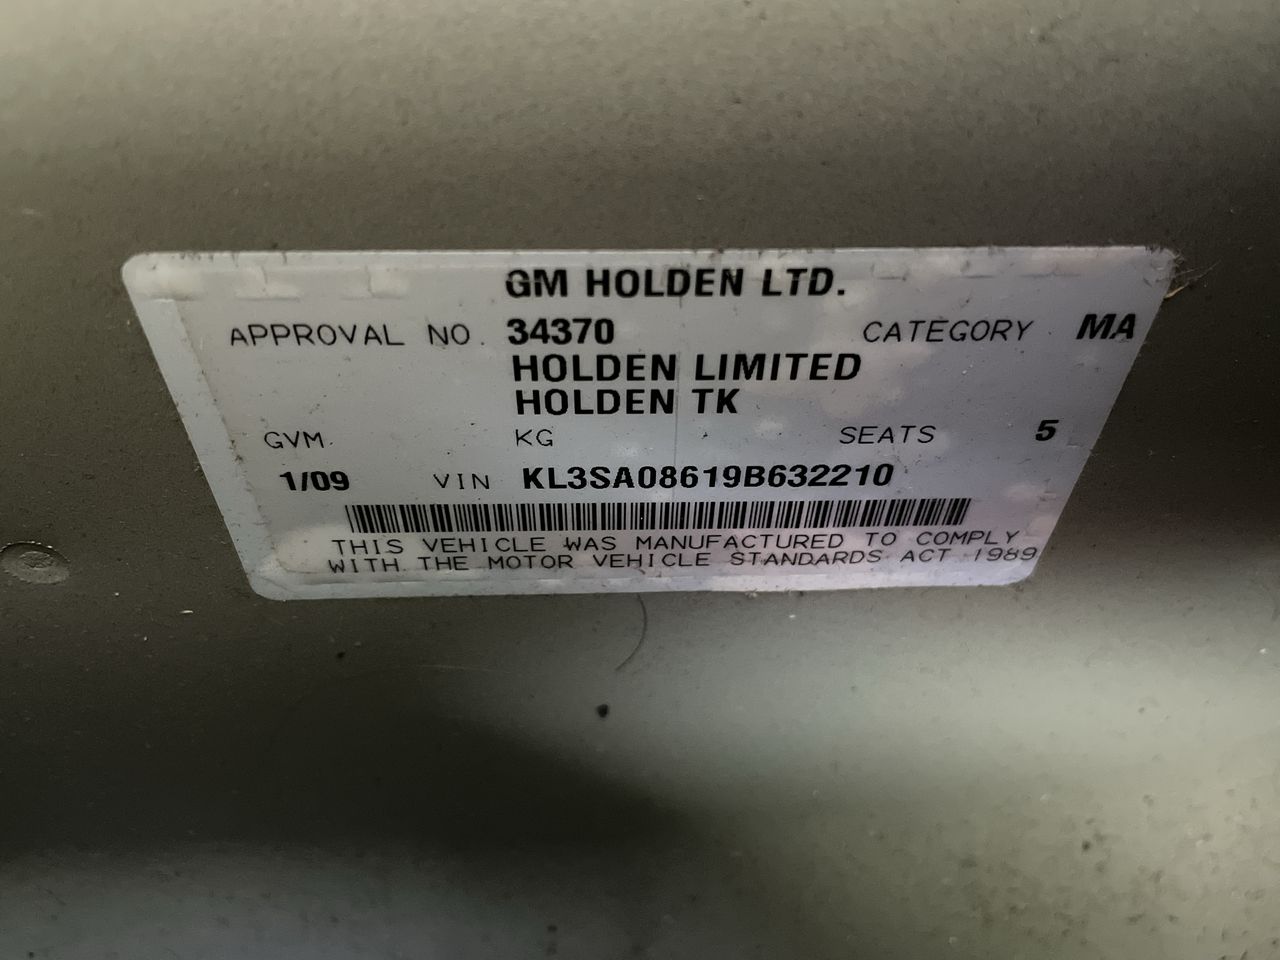 GM HOLDEN LTD.
APPROVAL NO. 34370 CATEGORY MA
HOLDEN LIMITED
HOLDEN TK
GVM KG SEATS 5
1/09 VIN KL3SA08619B632210
THIS VEHICLE WAS MANUFACTURED TO COMPLY
WITH THE MOTOR VEHICLE STANDARDS ACT 1989